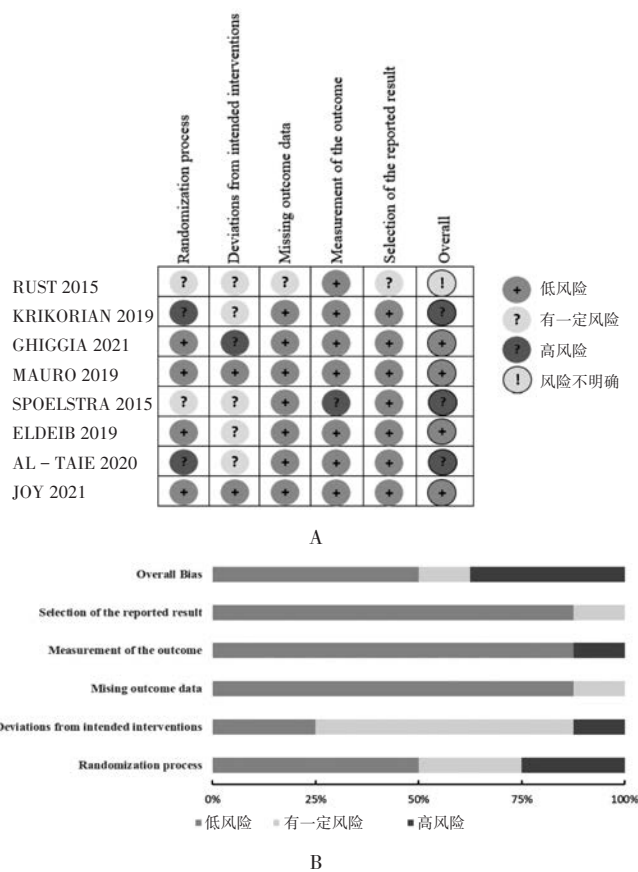 Randomization process
Deviations from intended interventions
Missing outcome data
Measurement of the outcome
Selection of the reported result
Overall
RUST 2015 ? ? ? + ? !
KRIKORIAN 2019 ? ? + + + ?
GHIGGIA 2021 + ? + + + +
MAURO 2019 + + + + + +
SPOELSTRA 2015 ? ? + ? + ?
ELDEIB 2019 + ? + + + +
AL – TAIE 2020 ? ? + + + ?
JOY 2021 + + + + + +
+ 低风险
? 有一定风险
? 高风险
! 风险不明确
A
Overall Bias
Selection of the reported result
Measurement of the outcome
Mising outcome data
Deviations from intended interventions
Randomization process
0% 25% 50% 75% 100%
低风险 有一定风险 高风险
B